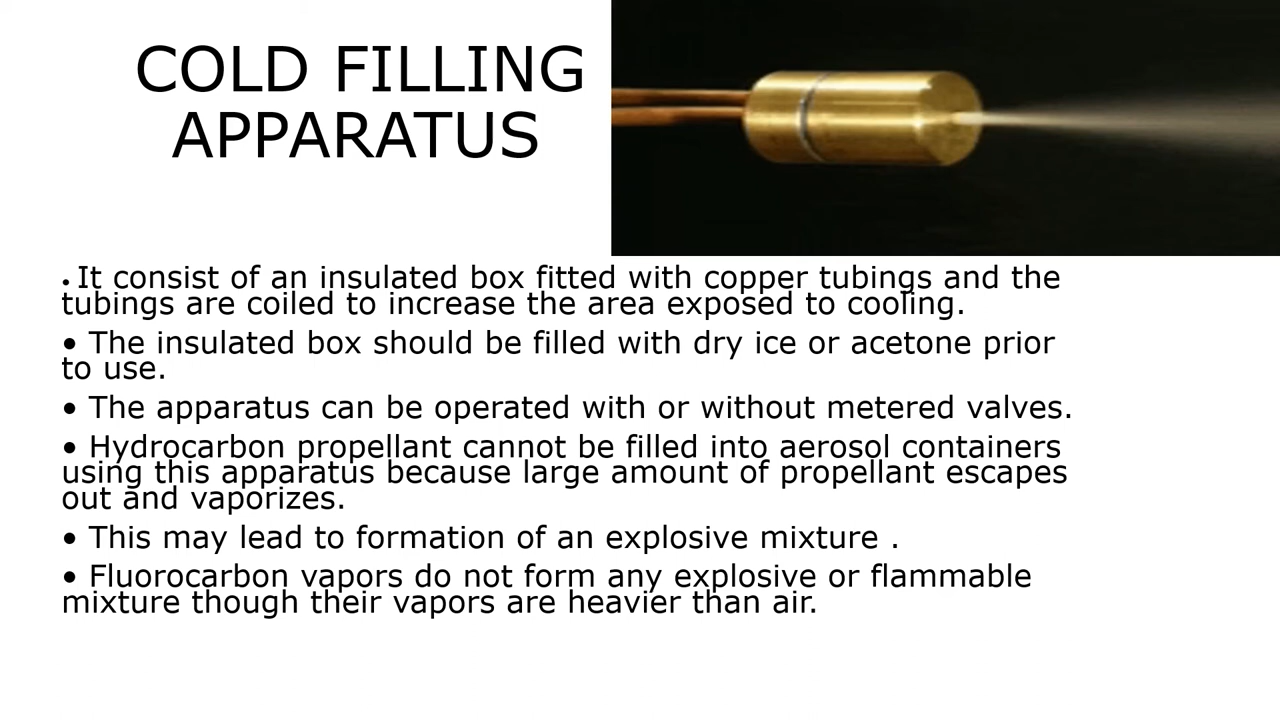 COLD FILLING
APPARATUS
• It consist of an insulated box fitted with copper tubings and the
tubings are coiled to increase the area exposed to cooling.
• The insulated box should be filled with dry ice or acetone prior
to use.
• The apparatus can be operated with or without metered valves.
• Hydrocarbon propellant cannot be filled into aerosol containers
using this apparatus because large amount of propellant escapes
out and vaporizes.
• This may lead to formation of an explosive mixture .
• Fluorocarbon vapors do not form any explosive or flammable
mixture though their vapors are heavier than air.